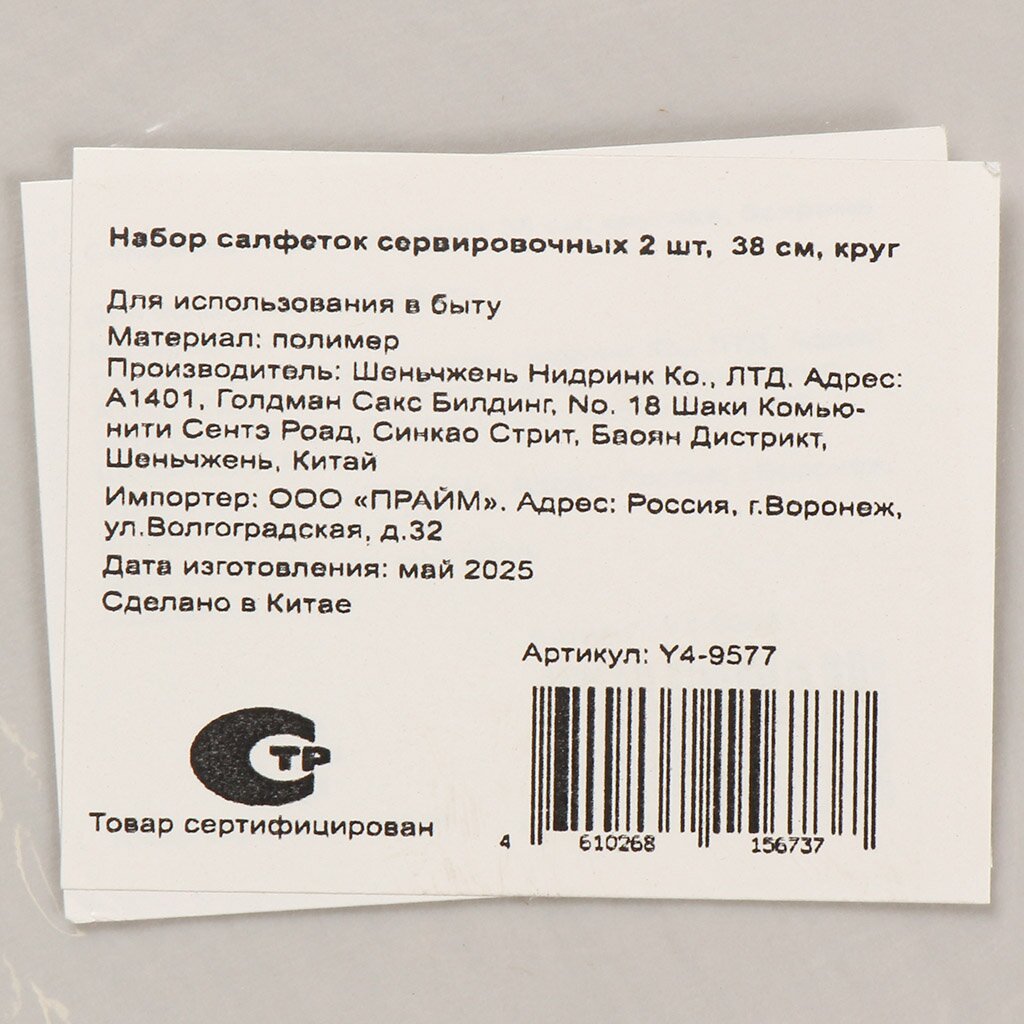 Набор салфеток сервировочных 2 шт, 38 см, круг
Для использования в быту
Материал: полимер
Производитель: Шеньчжень Нидринк Ко., ЛТД. Адрес:
А1401, Голдман Сакс Билдинг, No. 18 Шаки Комью-
нити Сентэ Роад, Синкао Стрит, Баоян Дистрикт,
Шеньчжень, Китай
Импортер: ООО «ПРАЙМ». Адрес: Россия, г.Воронеж,
ул.Волгоградская, д.32
Дата изготовления: май 2025
Сделано в Китае
Артикул: Y4-9577
СТР
Товар сертифицирован
4 610268 156737